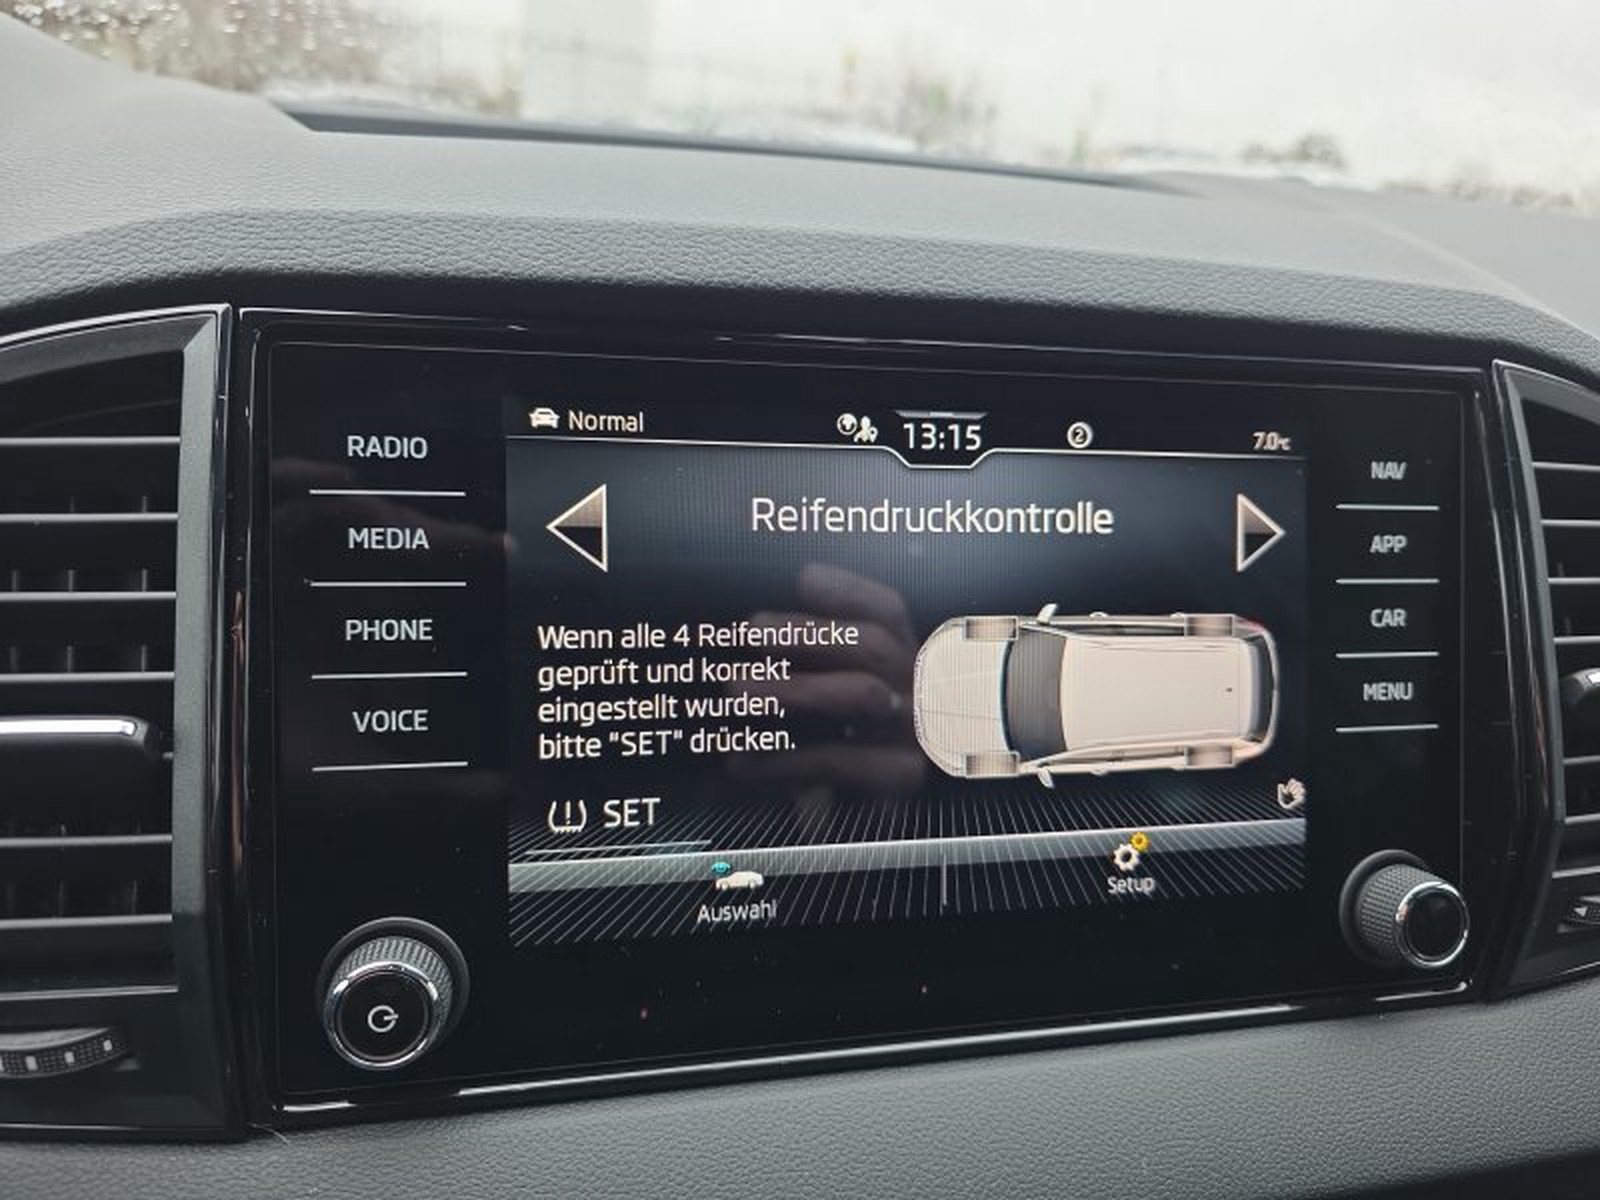 RADIO
MEDIA
PHONE
VOICE
Normal
13:15
2
7.0°C
Reifendruckkontrolle
Wenn alle 4 Reifendrücke
geprüft und korrekt
eingestellt wurden,
bitte "SET" drücken.
SET
Auswahl
Setup
NAV
APP
CAR
MENU